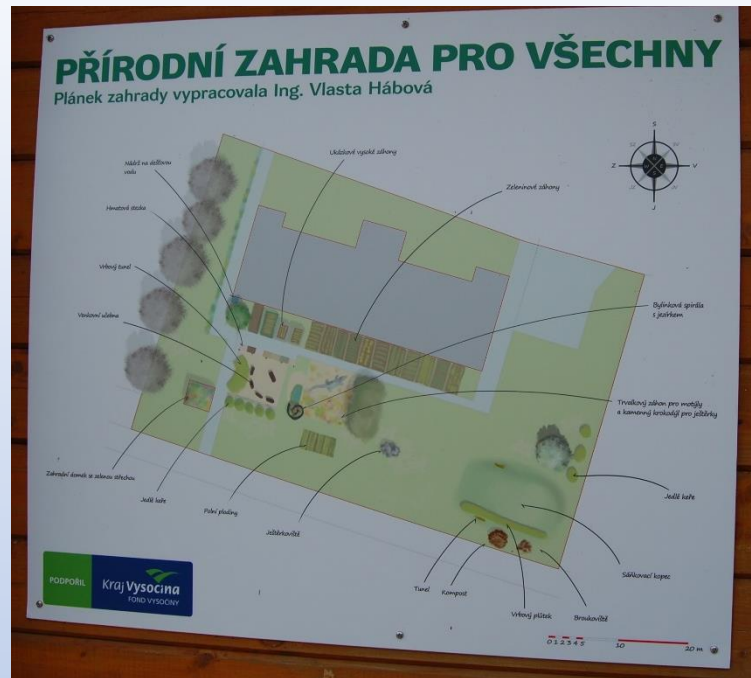 PŘÍRODNÍ ZAHRADA PRO VŠECHNY
Plánek zahrady vypracovala Ing. Vlasta Hábová
S
Z
V
J
Nádrž na dešťovou
vodu
Ukázkové vysoké záhony
Zeleninové záhony
Hmatová stezka
Vrbový tunel
Venkovní učebna
Bylinková spirála
s jezírkem
Trvalkový záhon pro motýly
a kamenný krokodýl pro ještěrky
Zahradní domek se zelenou střechou
Jedlé keře
Polní plodiny
Ještěrkoviště
Jedlé keře
Sáňkovací kopec
Tunel
Kompost
Vrbový plůtek
Broukoviště
PODPOŘIL
Kraj Vysočina
FOND VYSOČINY
0 1 2 3 4 5 10 20 m